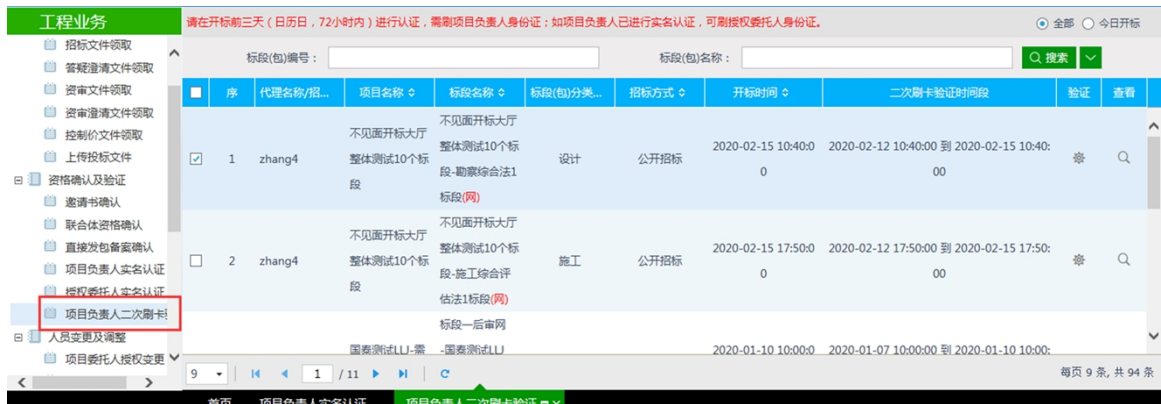 工程业务
招标文件领取
答疑澄清文件领取
资审文件领取
资审澄清文件领取
控制价文件领取
上传投标文件
资格确认及验证
邀请书确认
联合体资格确认
直接发包备案确认
项目负责人实名认证
授权委托人实名认证
项目负责人二次刷卡
人员变更及调整
项目委托人授权变更
请在开标前三天（日历日，72小时内）进行认证，需刷项目负责人身份证；如项目负责人已进行实名认证，可刷授权委托人身份证。
全部 今日开标
标段(包)编号： 标段(包)名称： 搜索
序 代理名称/招... 项目名称 标段名称 标段(包)分类... 招标方式 开标时间 二次刷卡验证时间段 验证 查看
不见面开标大厅
不见面开标大厅 整体测试10个标
1 zhang4 整体测试10个标 段-勘察综合法1 设计 公开招标 2020-02-15 10:40:0 2020-02-12 10:40:00 到 2020-02-15 10:40:
段 标段(网) 0 00
不见面开标大厅
不见面开标大厅 整体测试10个标
2 zhang4 整体测试10个标 段-施工综合评 施工 公开招标 2020-02-15 17:50:0 2020-02-12 17:50:00 到 2020-02-15 17:50:
段 估法1标段(网) 0 00
标段一后审网
国泰测试LLJ-需 -国泰测试LLJ 2020-01-10 10:00:0 2020-01-07 10:00:00 到 2020-01-10 10:00:
9 1 / 11 每页 9 条, 共 94 条
首页 项目负责人实名认证 项目负责人二次刷卡验证